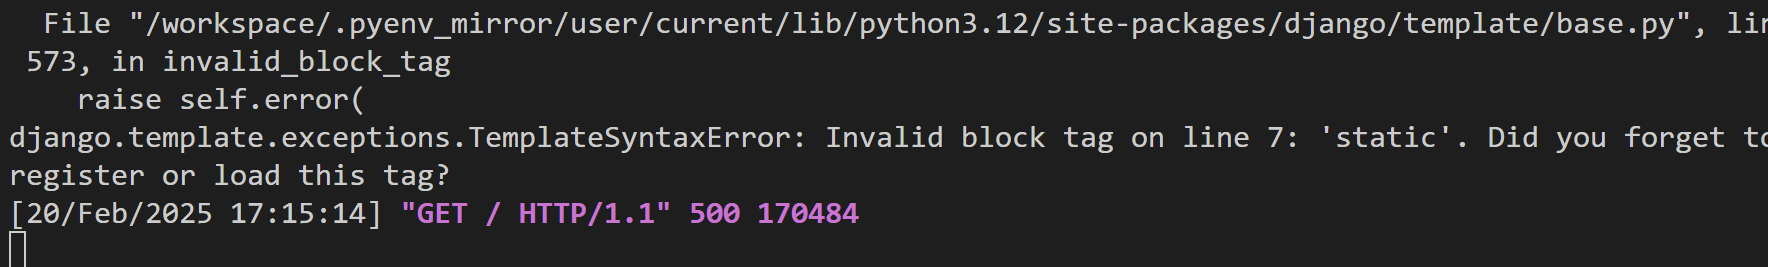 File "/workspace/.pyenv_mirror/user/current/lib/python3.12/site-packages/django/template/base.py",
573, in invalid_block_tag
raise self.error(
django.template.exceptions.TemplateSyntaxError: Invalid block tag on line 7: 'static'. Did you forget to
register or load this tag?
[20/Feb/2025 17:15:14] "GET / HTTP/1.1" 500 170484